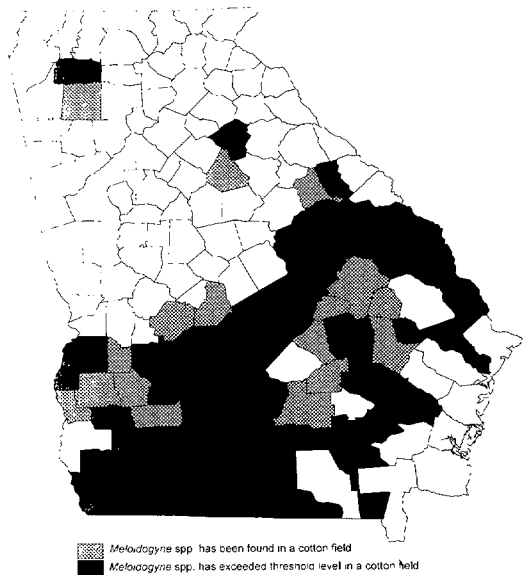 Meloidogyne spp has been found in a cotton field
Meloidogyne spp. has exceeded threshold level in a cotton field